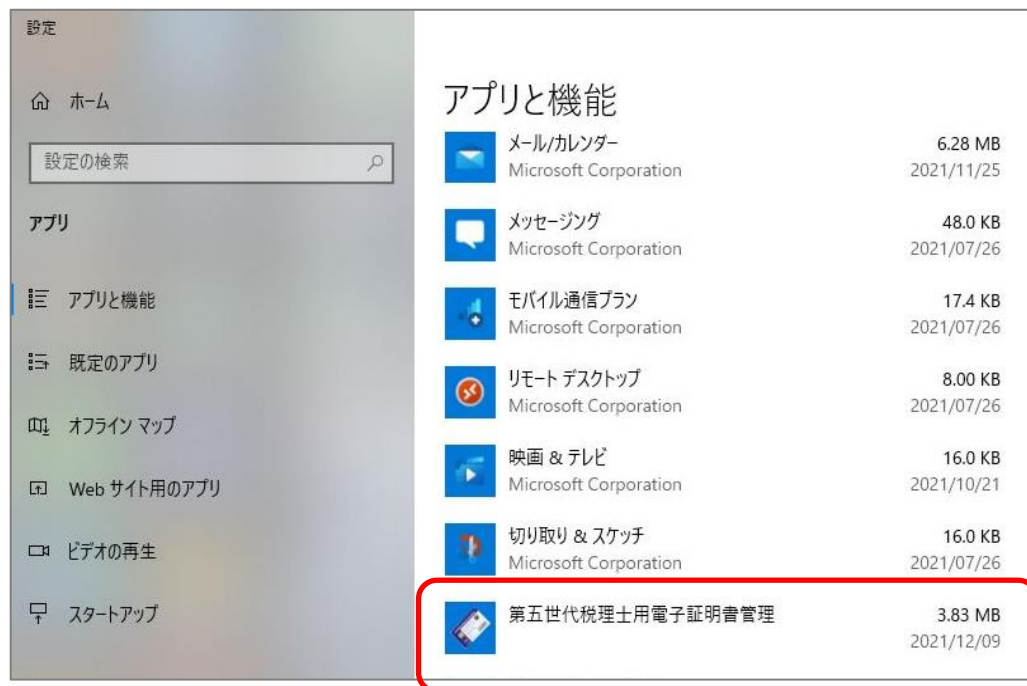 設定
ホーム
設定の検索
アプリ
アプリと機能
既定のアプリ
オフライン マップ
Web サイト用のアプリ
ビデオの再生
スタートアップ
アプリと機能
メール/カレンダー 6.28 MB
Microsoft Corporation 2021/11/25
メッセージング 48.0 KB
Microsoft Corporation 2021/07/26
モバイル通信プラン 17.4 KB
Microsoft Corporation 2021/07/26
リモート デスクトップ 8.00 KB
Microsoft Corporation 2021/07/26
映画 & テレビ 16.0 KB
Microsoft Corporation 2021/10/21
切り取り & スケッチ 16.0 KB
Microsoft Corporation 2021/07/26
第五世代税理士用電子証明書管理 3.83 MB
2021/12/09